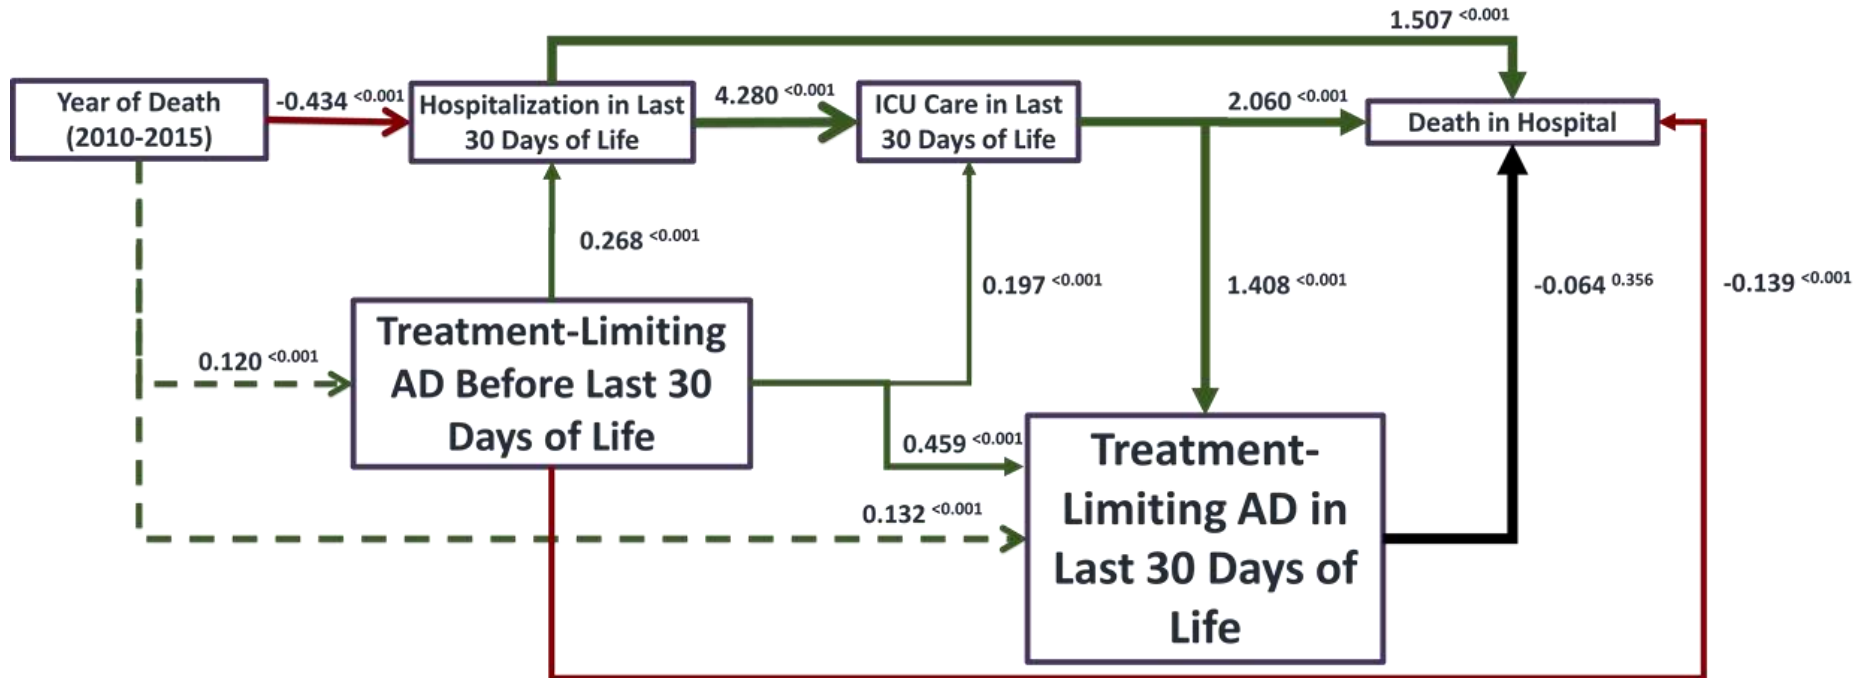 1.507 <0.001
Year of Death
(2010-2015)
-0.434 <0.001
Hospitalization in Last
30 Days of Life
4.280 <0.001
ICU Care in Last
30 Days of Life
2.060 <0.001
Death in Hospital
0.268 <0.001
0.197 <0.001
1.408 <0.001
-0.064 0.356
-0.139 <0.001
0.120 <0.001
Treatment-Limiting
AD Before Last 30
Days of Life
0.459 <0.001
0.132 <0.001
Treatment-
Limiting AD in
Last 30 Days of
Life